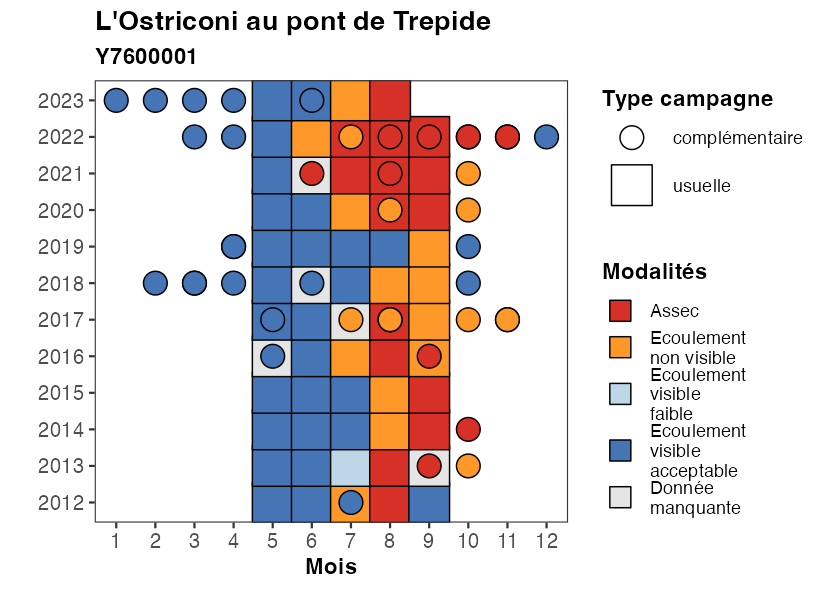 L'Ostriconi au pont de Trepide
Y7600001
2023
2022
2021
2020
2019
2018
2017
2016
2015
2014
2013
2012
1 2 3 4 5 6 7 8 9 10 11 12
Mois
Type campagne
complémentaire
usuelle
Modalités
Assec
Ecoulement
non visible
Ecoulement
visible
faible
Ecoulement
visible
acceptable
Donnée
manquante